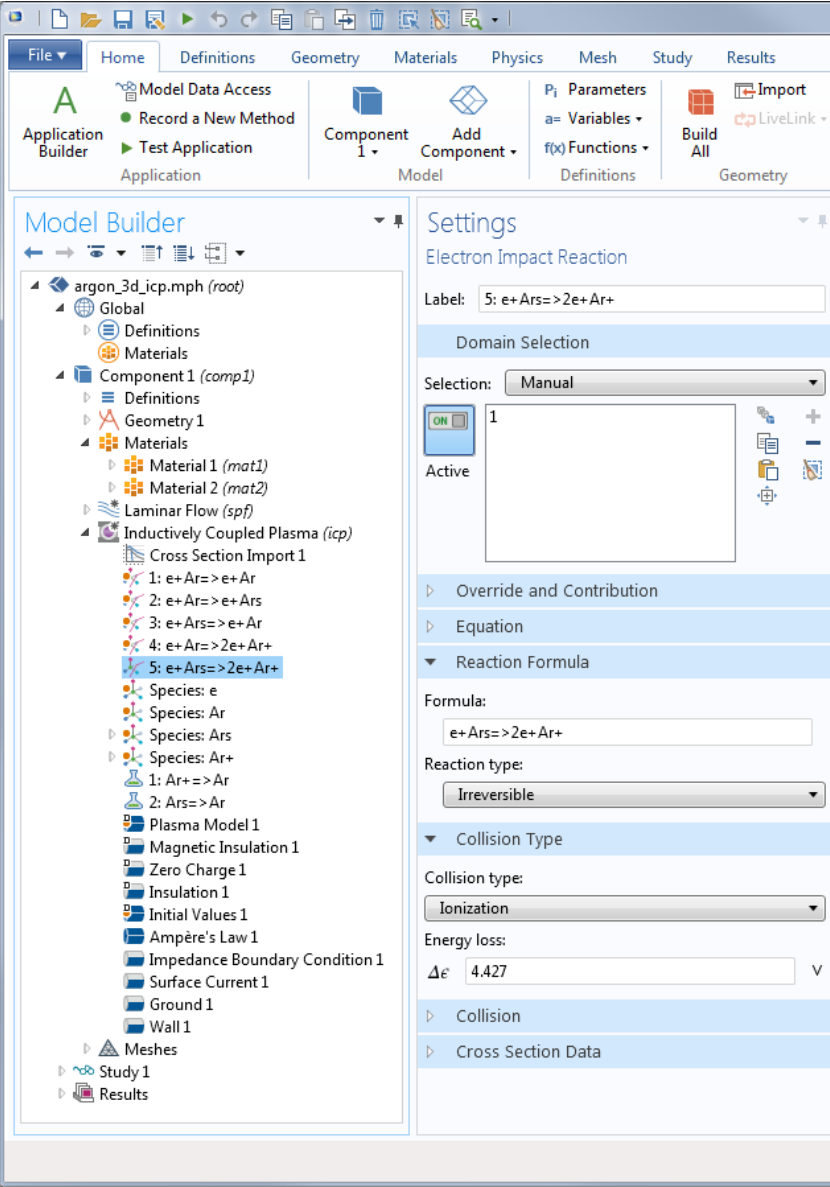 File Home Definitions Geometry Materials Physics Mesh Study Results
A Application Builder
Model Data Access
Record a New Method
Test Application
Application
Component 1
Add Component
Model
Pi Parameters
a= Variables
f(x) Functions
Definitions
Build All
Import
LiveLink
Geometry
Model Builder
argon_3d_icp.mph (root)
Global
Definitions
Materials
Component 1 (comp1)
Definitions
Geometry 1
Materials
Material 1 (mat1)
Material 2 (mat2)
Laminar Flow (spf)
Inductively Coupled Plasma (icp)
Cross Section Import 1
1: e+Ar=>e+Ar
2: e+Ar=>e+Ars
3: e+Ars=>e+Ar
4: e+Ar=>2e+Ar+
5: e+Ars=>2e+Ar+
Species: e
Species: Ar
Species: Ars
Species: Ar+
1: Ar+=>Ar
2: Ars=>Ar
Plasma Model 1
Magnetic Insulation 1
Zero Charge 1
Insulation 1
Initial Values 1
Ampère's Law 1
Impedance Boundary Condition 1
Surface Current 1
Ground 1
Wall 1
Meshes
Study 1
Results
Settings
Electron Impact Reaction
Label: 5: e+Ars=>2e+Ar+
Domain Selection
Selection: Manual
ON
Active
1
Override and Contribution
Equation
Reaction Formula
Formula:
e+Ars=>2e+Ar+
Reaction type:
Irreversible
Collision Type
Collision type:
Ionization
Energy loss:
Δϵ 4.427 V
Collision
Cross Section Data